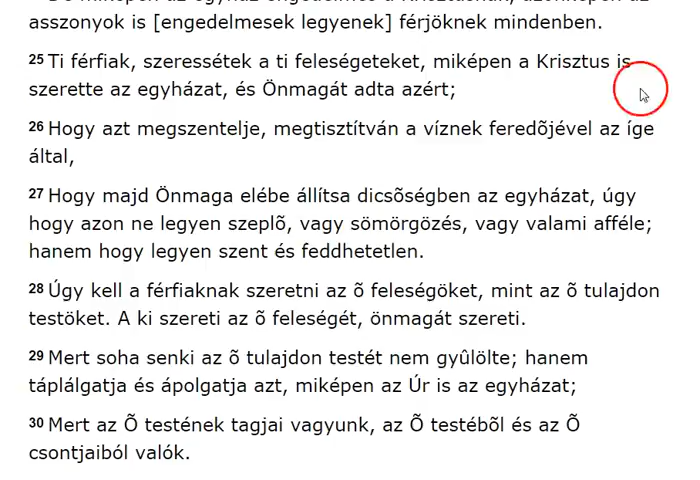 asszonyok is [engedelmesek legyenek] férjöknek mindenben.
25 Ti férfiak, szeressétek a ti feleségeteket, miképen a Krisztus is
szerette az egyházat, és Önmagát adta azért;
26 Hogy azt megszentelje, megtisztítván a víznek feredõjével az íge
által,
27 Hogy majd Önmaga elébe állítsa dicsõségben az egyházat, úgy
hogy azon ne legyen szeplõ, vagy sömörgözés, vagy valami afféle;
hanem hogy legyen szent és feddhetetlen.
28 Úgy kell a férfiaknak szeretni az õ feleségöket, mint az õ tulajdon
testöket. A ki szereti az õ feleségét, önmagát szereti.
29 Mert soha senki az õ tulajdon testét nem gyûlölte; hanem
táplálgatja és ápolgatja azt, miképen az Úr is az egyházat;
30 Mert az Õ testének tagjai vagyunk, az Õ testébõl és az Õ
csontjaiból valók.